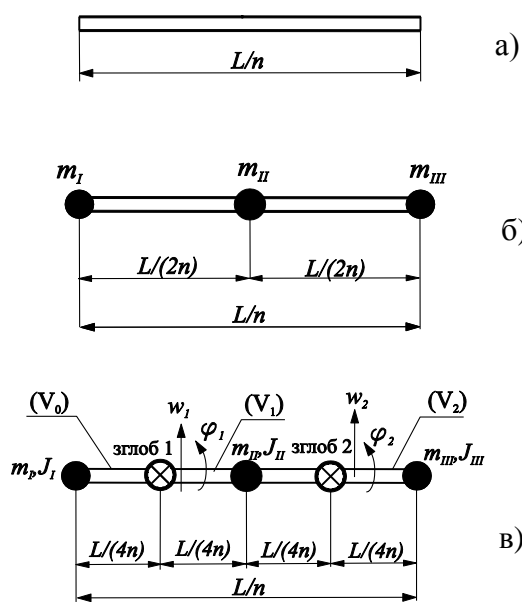 а)
L/n
m_I m_II m_III
б)
L/(2n) L/(2n)
L/n
(V_0) w_1 (V_1) w_2 (V_2)
зглоб 1 φ_1 зглоб 2 φ_2
m_I, J_I m_II, J_II m_III, J_III
L/(4n) L/(4n) L/(4n) L/(4n)
в)
L/n